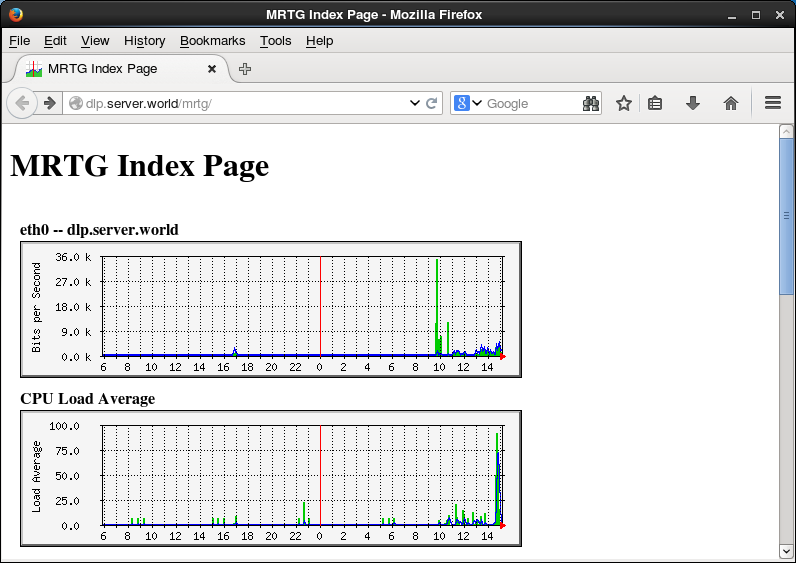 MRTG Index Page - Mozilla Firefox
File Edit View History Bookmarks Tools Help
MRTG Index Page
dlp.server.world/mrtg/
8 Google
MRTG Index Page
eth0 -- dlp.server.world
Bits per Second
36.0 k
27.0 k
18.0 k
9.0 k
0.0 k
6 8 10 12 14 16 18 20 22 0 2 4 6 8 10 12 14
CPU Load Average
Load Average
100.0
75.0
50.0
25.0
0.0
6 8 10 12 14 16 18 20 22 0 2 4 6 8 10 12 14